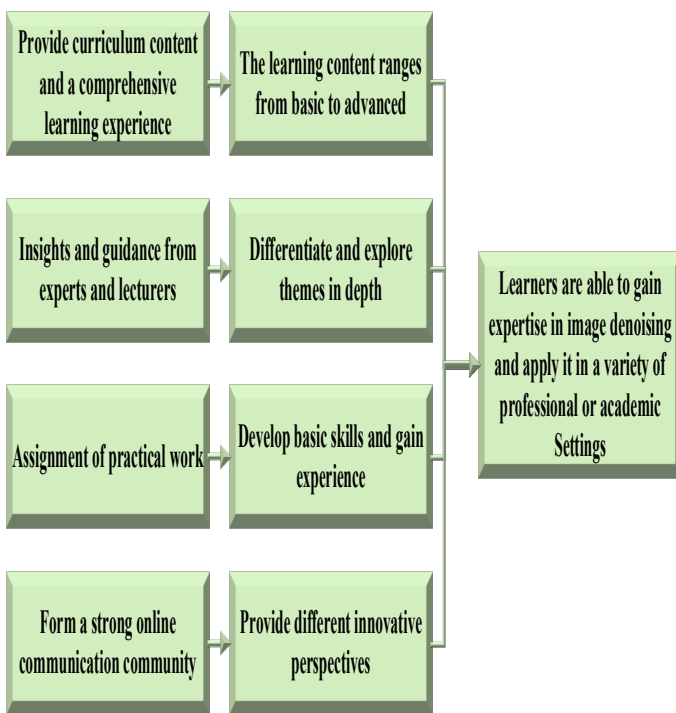 Provide curriculum content
and a comprehensive
learning experience
The learning content ranges
from basic to advanced
Insights and guidance from
experts and lecturers
Differentiate and explore
themes in depth
Assignment of practical work
Develop basic skills and gain
experience
Form a strong online
communication community
Provide different innovative
perspectives
Learners are able to gain
expertise in image denoising
and apply it in a variety of
professional or academic
Settings